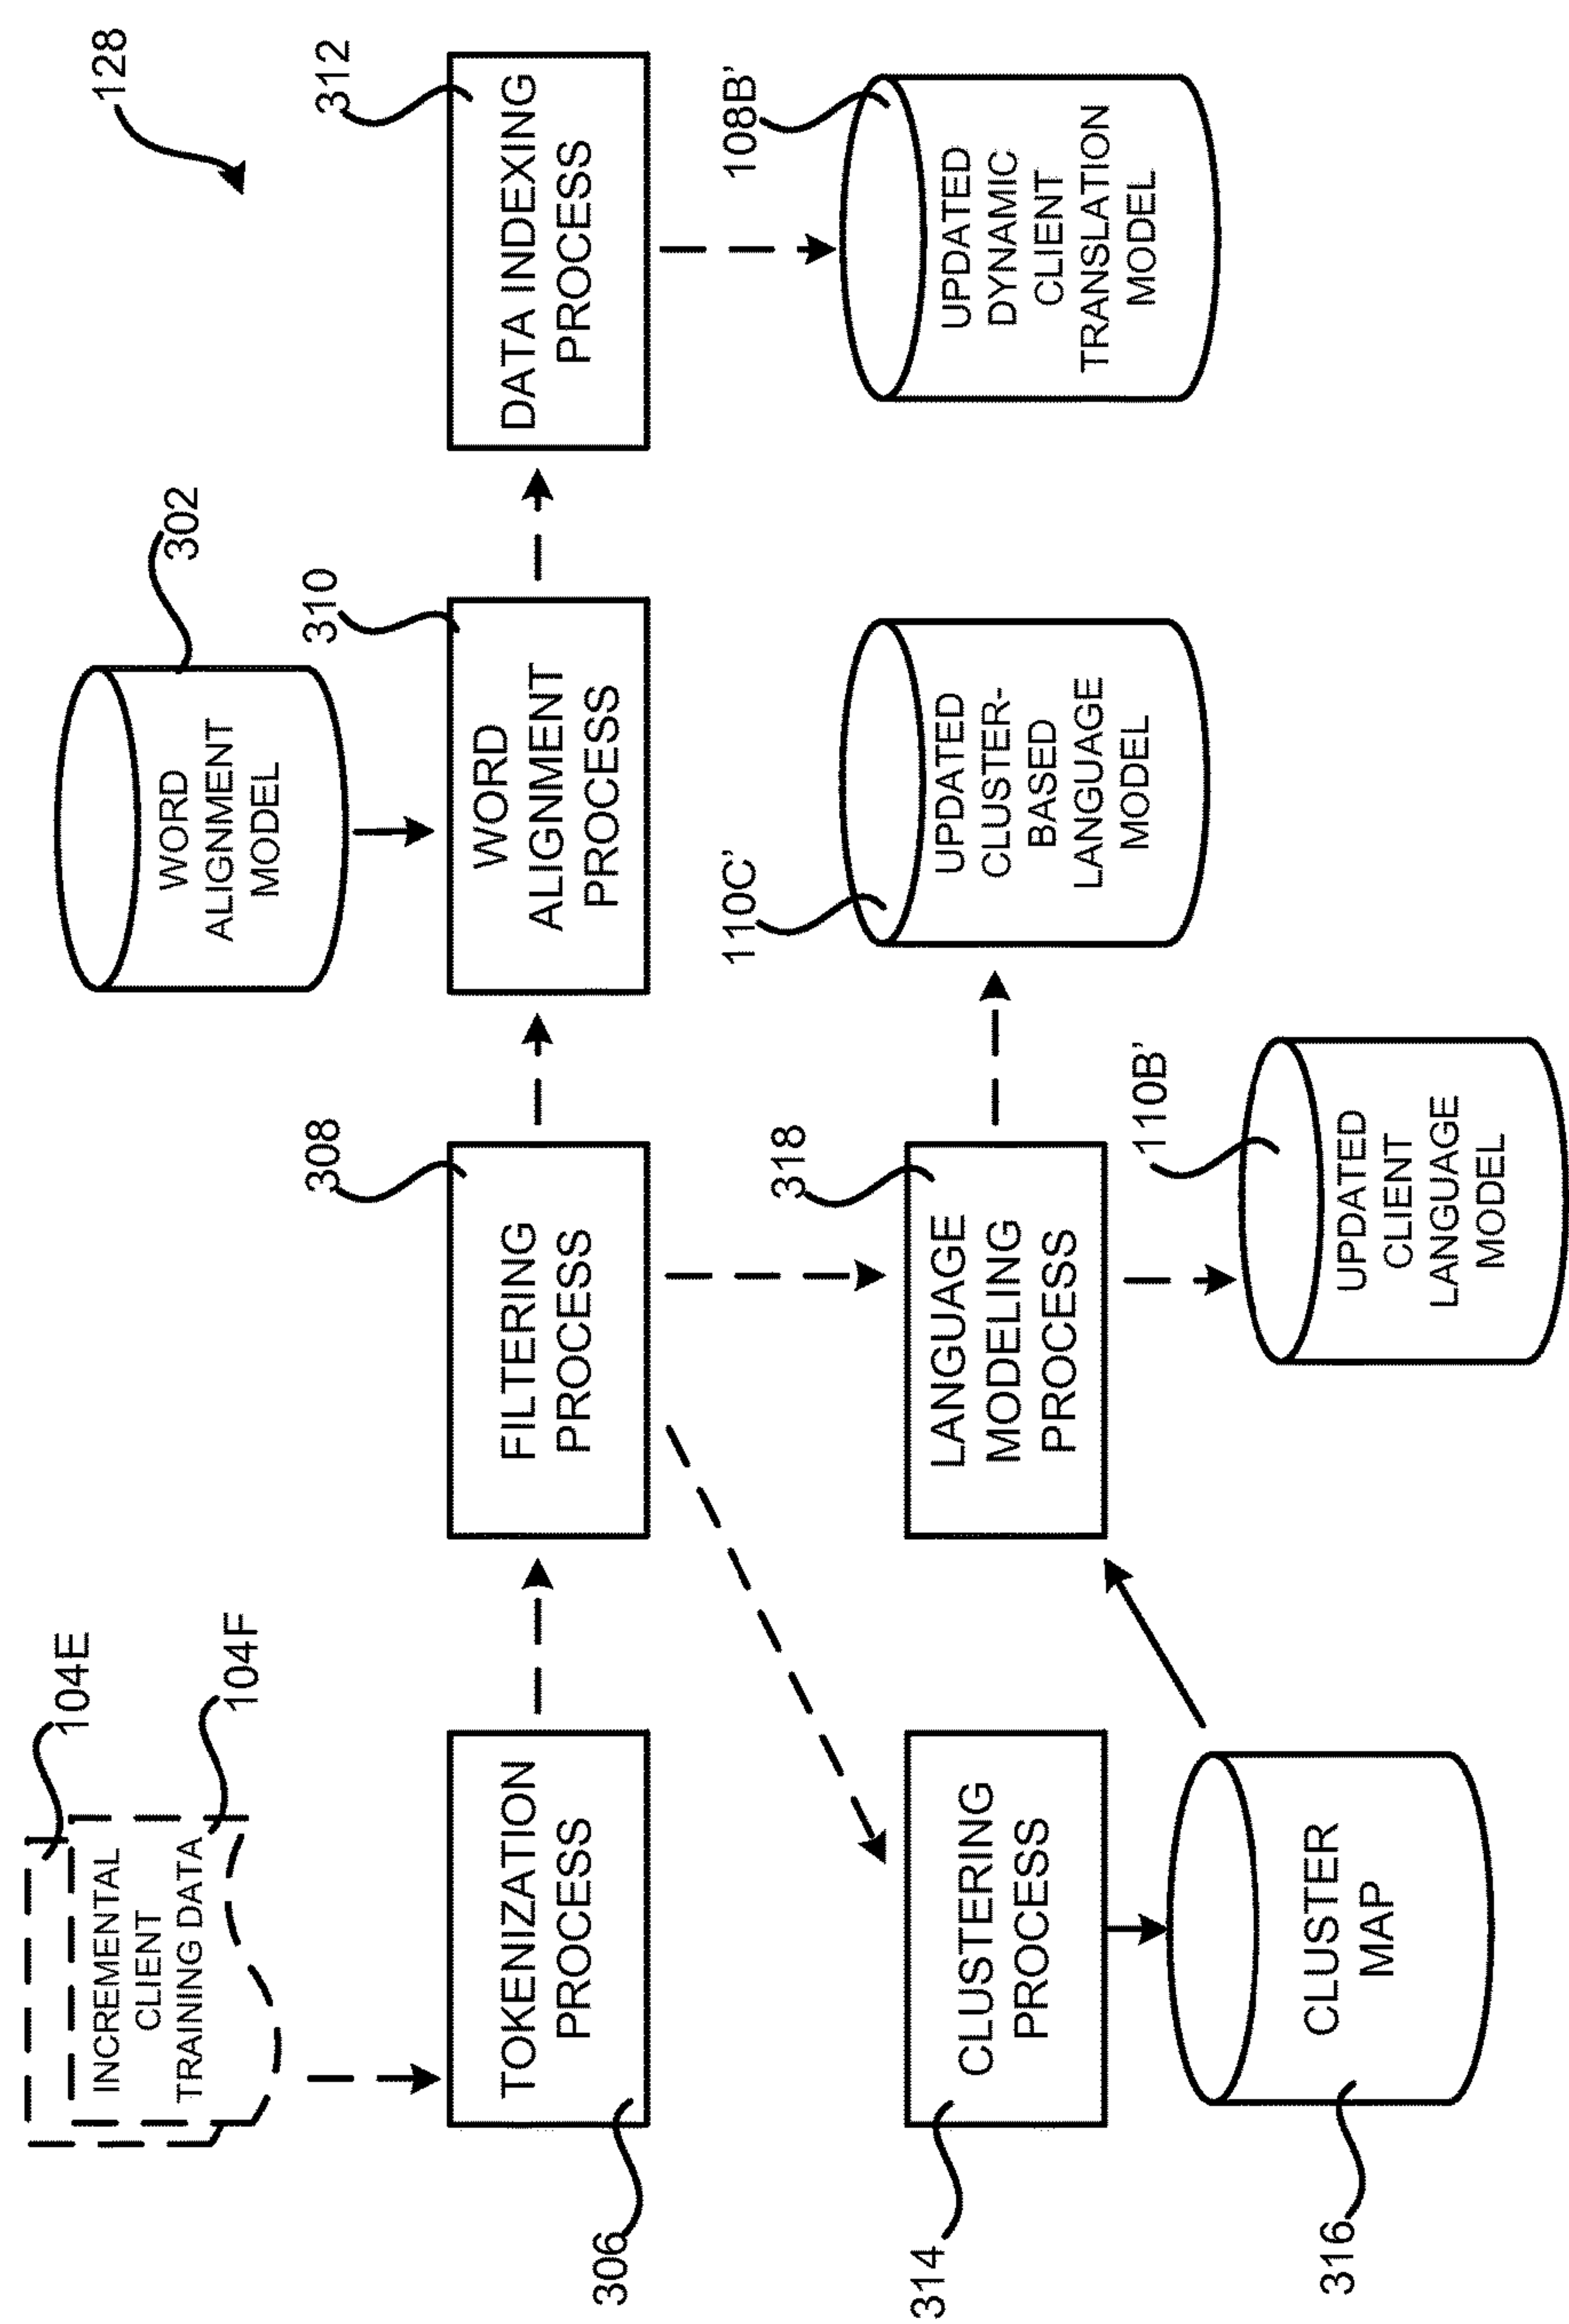 128
104E
INCREMENTAL
CLIENT
TRAINING DATA
104F
WORD
ALIGNMENT
MODEL
302
306
TOKENIZATION
PROCESS
308
FILTERING
PROCESS
310
WORD
ALIGNMENT
PROCESS
312
DATA INDEXING
PROCESS
314
CLUSTERING
PROCESS
318
LANGUAGE
MODELING
PROCESS
110C’
UPDATED
CLUSTER-
BASED
LANGUAGE
MODEL
108B’
UPDATED
DYNAMIC
CLIENT
TRANSLATION
MODEL
316
CLUSTER
MAP
110B’
UPDATED
CLIENT
LANGUAGE
MODEL